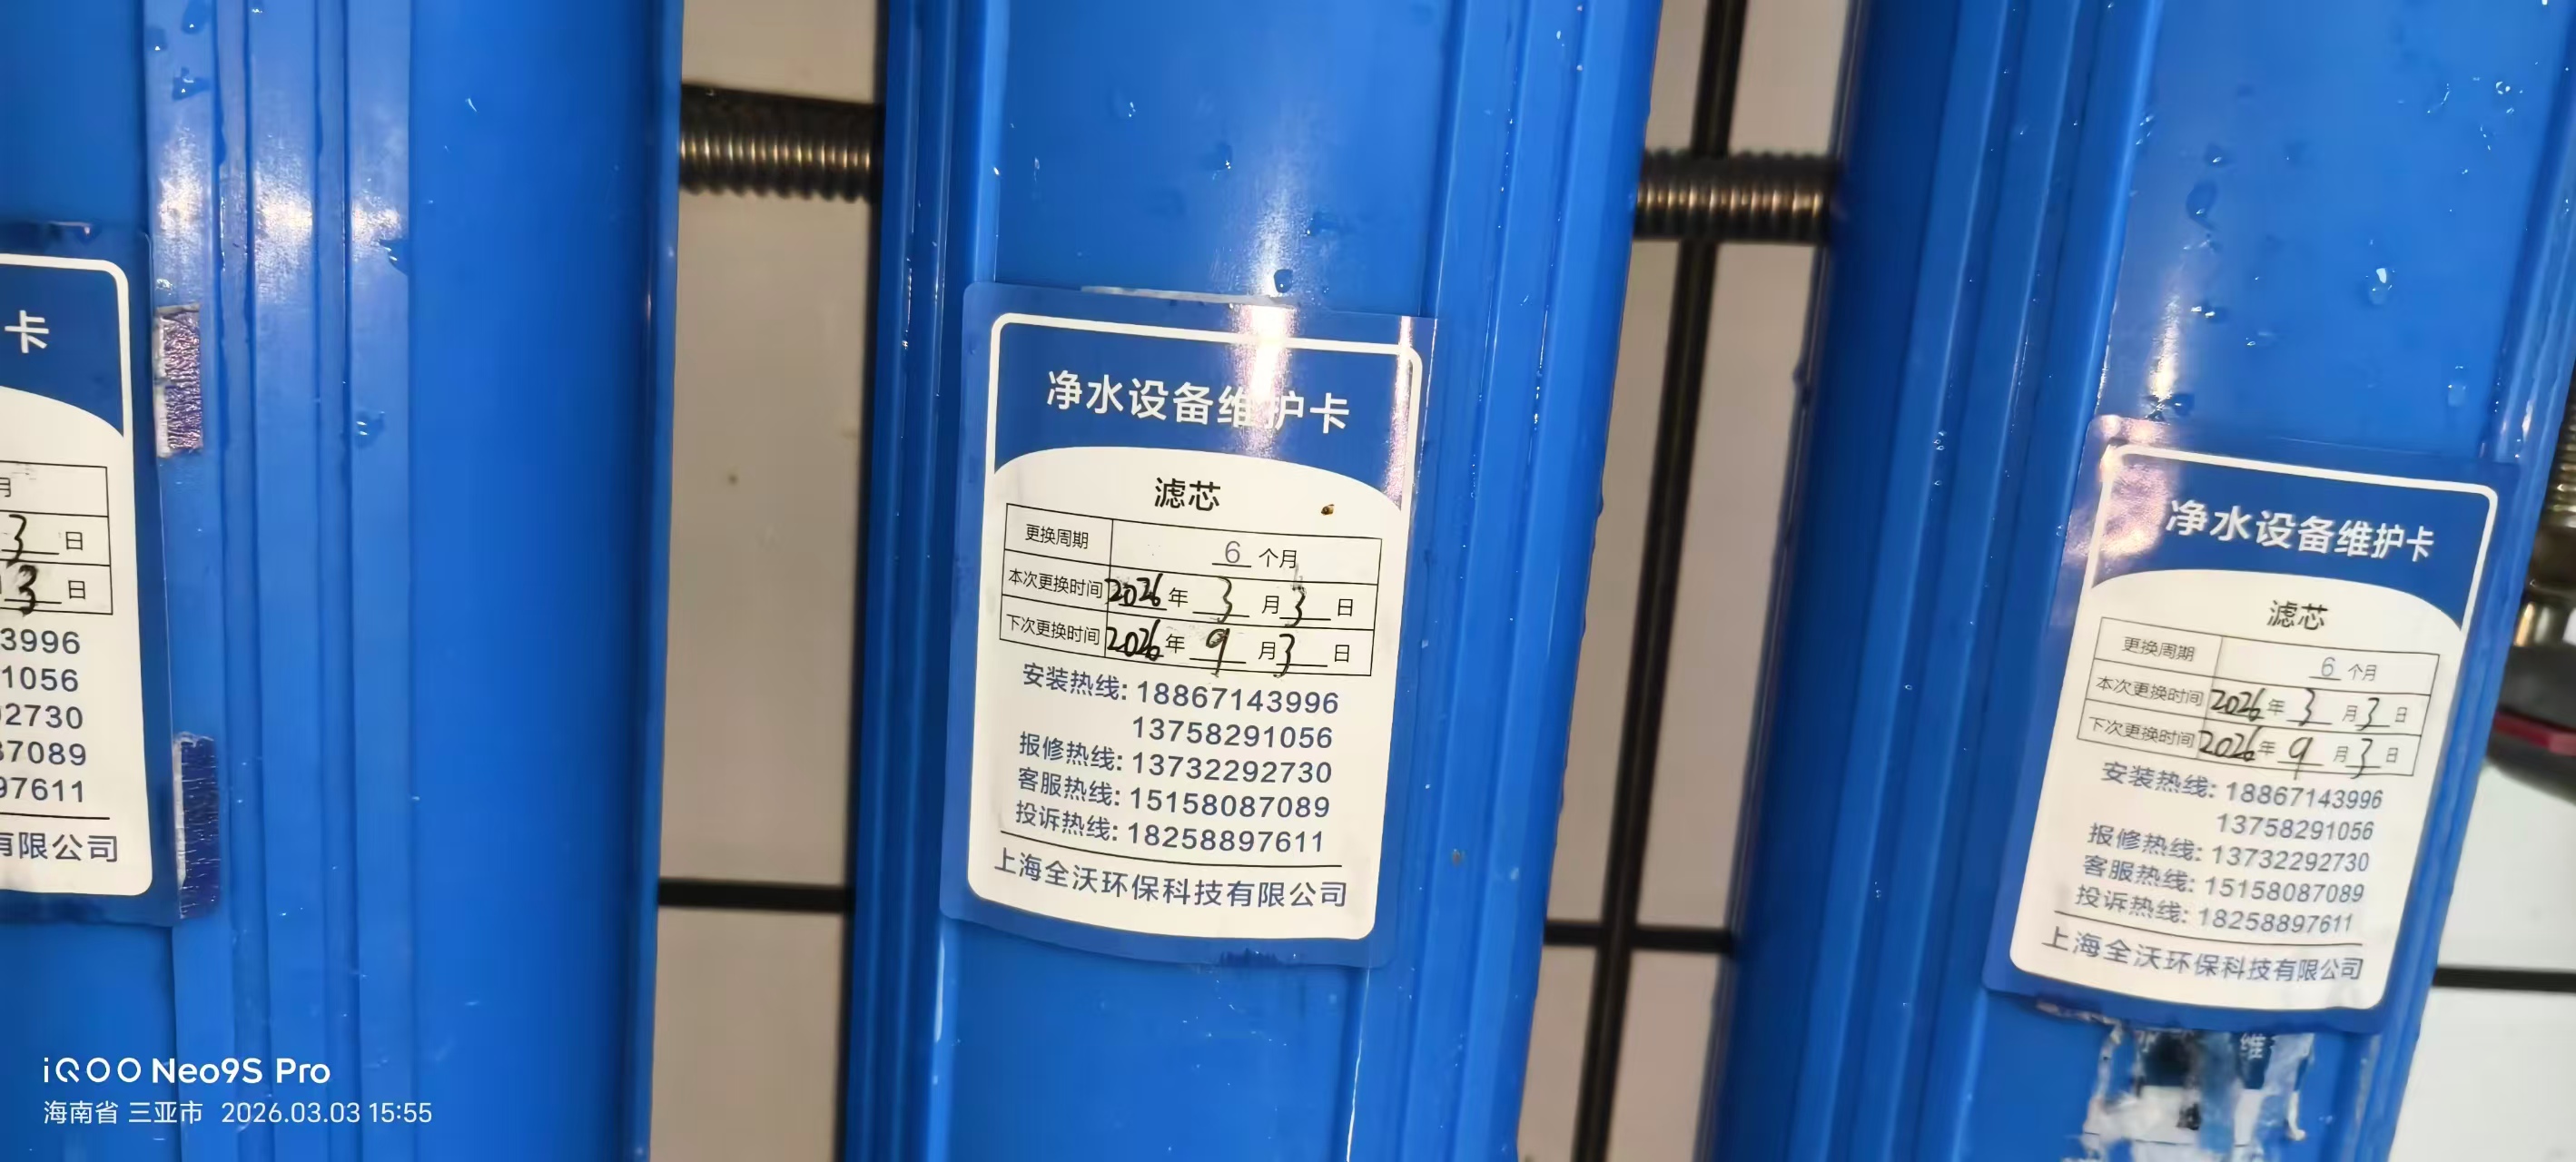 卡
月
3 日
3 日
3996
1056
02730
87089
97611
有限公司
净水设备维护卡
滤芯
更换周期 6 个月
本次更换时间 2026 年 3 月 3 日
下次更换时间 2026 年 9 月 3 日
安装热线: 18867143996
13758291056
报修热线: 13732292730
客服热线: 15158087089
投诉热线: 18258897611
上海全沃环保科技有限公司
净水设备维护卡
滤芯
更换周期 6 个月
本次更换时间 2026 年 3 月 3 日
下次更换时间 2026 年 9 月 3 日
安装热线: 18867143996
13758291056
报修热线: 13732292730
客服热线: 15158087089
投诉热线: 18258897611
上海全沃环保科技有限公司
维
iQOO Neo9S Pro
海南省 三亚市 2026.03.03 15:55